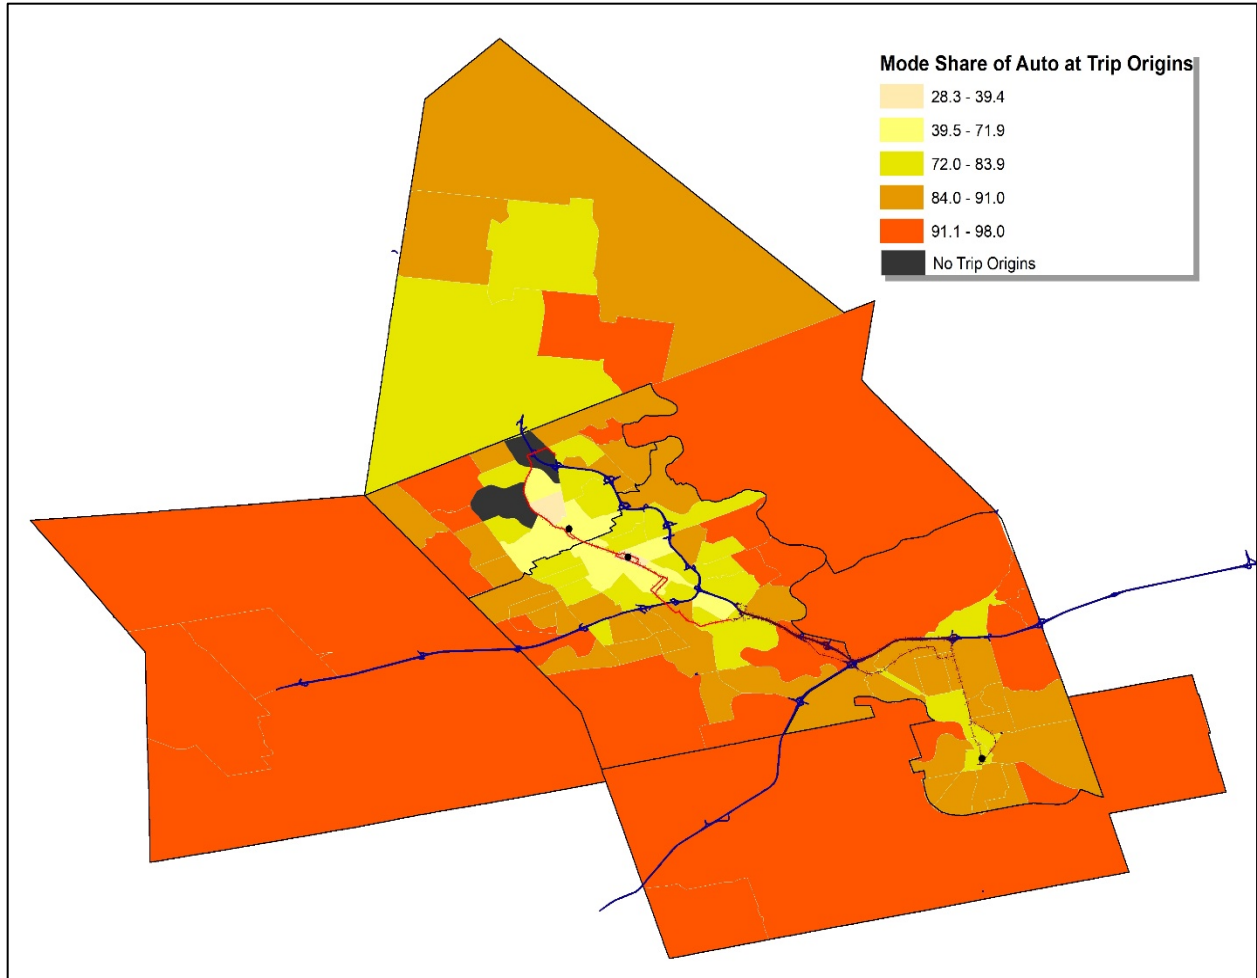 Mode Share of Auto at Trip Origins
28.3 - 39.4
39.5 - 71.9
72.0 - 83.9
84.0 - 91.0
91.1 - 98.0
No Trip Origins